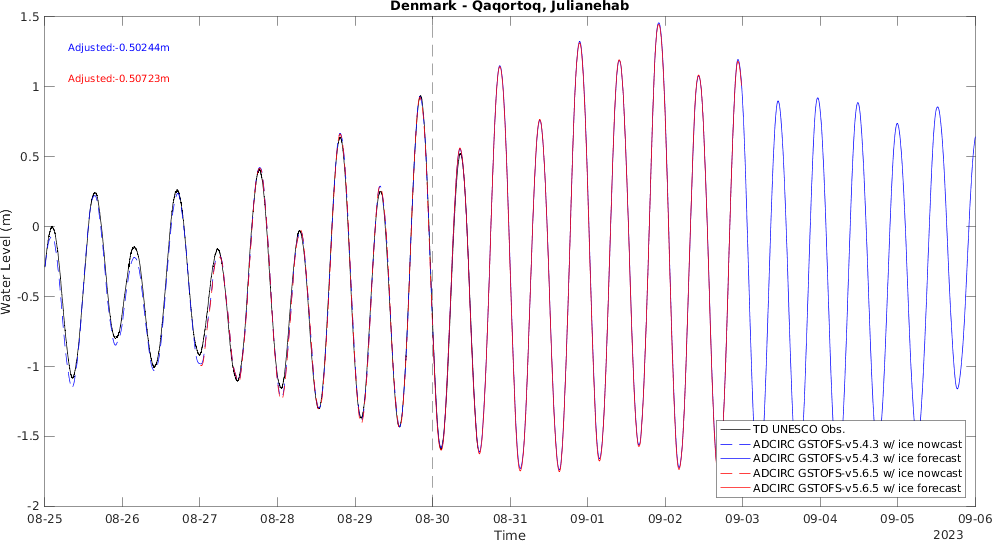 Denmark - Qaqortoq, Julianehab
Adjusted:-0.50244m
Adjusted:-0.50723m
1.5
1
0.5
0
-0.5
-1
-1.5
-2
Water Level (m)
TD UNESCO Obs.
ADCIRC GSTOFS-v5.4.3 w/ ice nowcast
ADCIRC GSTOFS-v5.4.3 w/ ice forecast
ADCIRC GSTOFS-v5.6.5 w/ ice nowcast
ADCIRC GSTOFS-v5.6.5 w/ ice forecast
08-25 08-26 08-27 08-28 08-29 08-30 08-31 09-01 09-02 09-03 09-04 09-05 09-06
Time
2023